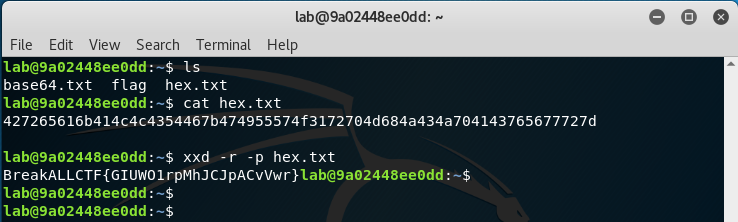 lab@9a02448ee0dd: ~
File Edit View Search Terminal Help
lab@9a02448ee0dd:~$ ls
base64.txt  flag  hex.txt
lab@9a02448ee0dd:~$ cat hex.txt
427265616b414c4c4354467b474955574f3172704d684a434a704143765677727d
lab@9a02448ee0dd:~$ xxd -r -p hex.txt
BreakALLCTF{GIUWO1rpMhJCJpACvVwr}lab@9a02448ee0dd:~$
lab@9a02448ee0dd:~$
lab@9a02448ee0dd:~$